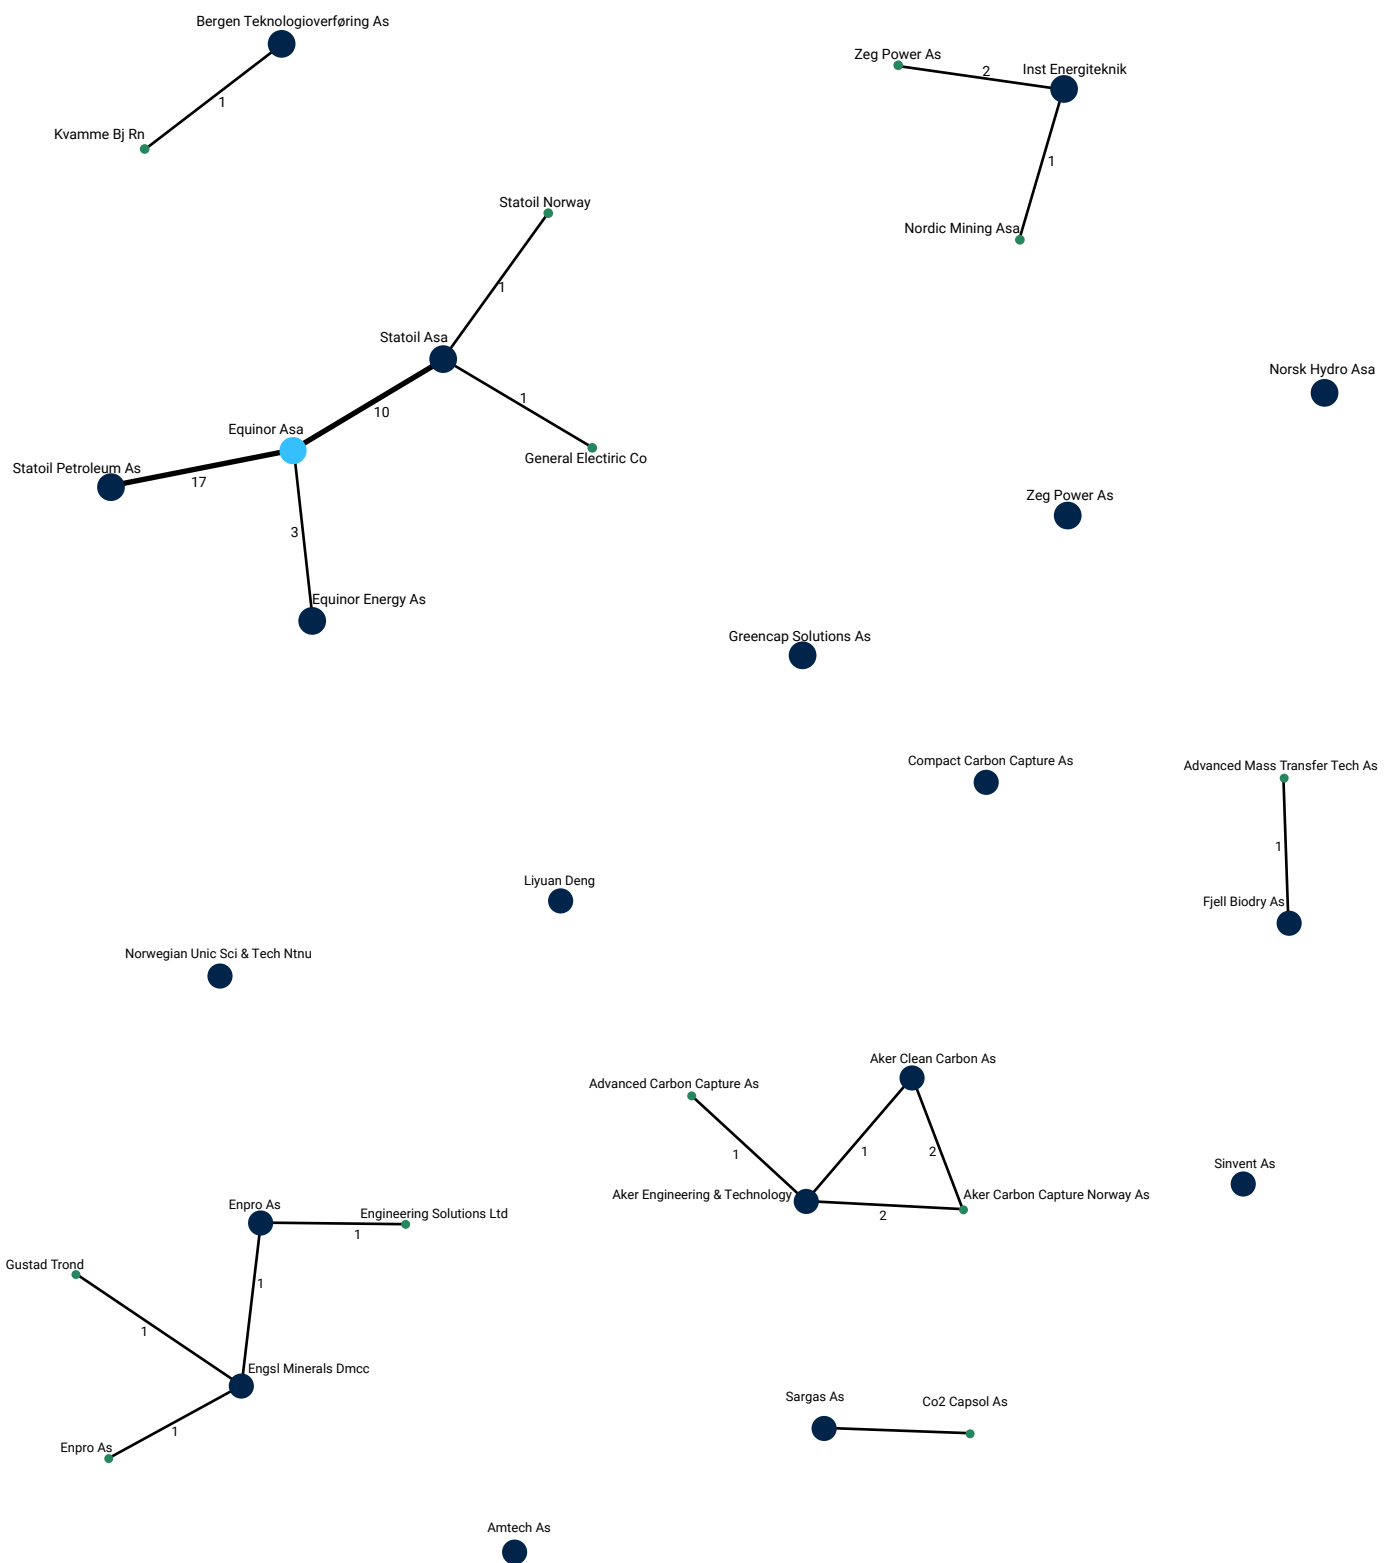 Bergen Teknologioverføring As
Zeg Power As
Inst Energiteknik
2
1
Kvamme Bj Rn
1
Statoil Norway
Nordic Mining Asa
1
Statoil Asa
Norsk Hydro Asa
1
10
Equinor Asa
General Electiric Co
Statoil Petroleum As
17
Zeg Power As
3
Equinor Energy As
Greencap Solutions As
Compact Carbon Capture As
Advanced Mass Transfer Tech As
1
Liyuan Deng
Fjell Biodry As
Norwegian Unic Sci & Tech Ntnu
Aker Clean Carbon As
Advanced Carbon Capture As
1
1
2
Sinvent As
Aker Engineering & Technology
Aker Carbon Capture Norway As
2
Enpro As
Engineering Solutions Ltd
1
Gustad Trond
1
1
Engsl Minerals Dmcc
Sargas As
Co2 Capsol As
1
Enpro As
Amtech As